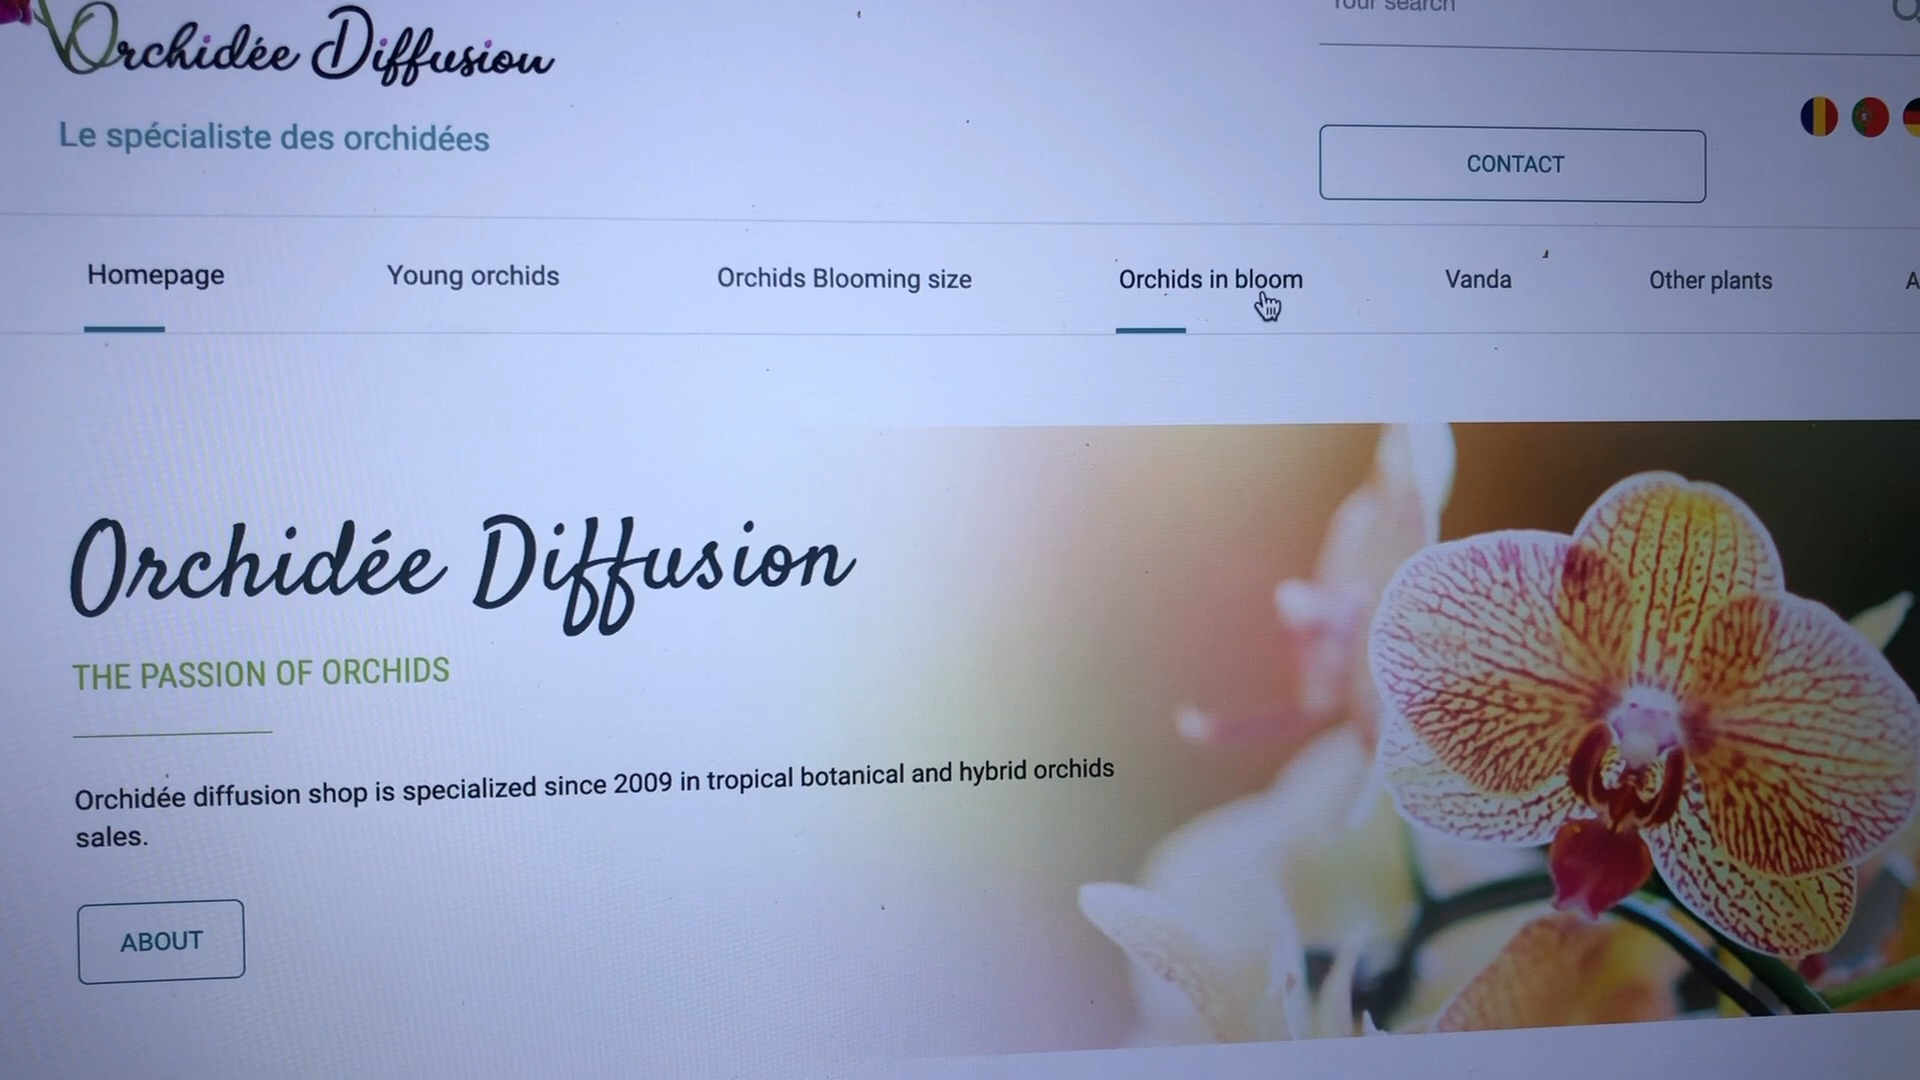 Your search
Orchidée Diffusion
Le spécialiste des orchidées
CONTACT
Homepage
Young orchids
Orchids Blooming size
Orchids in bloom
Vanda
Other plants
Orchidée Diffusion
THE PASSION OF ORCHIDS
Orchidée diffusion shop is specialized since 2009 in tropical botanical and hybrid orchids
sales.
ABOUT